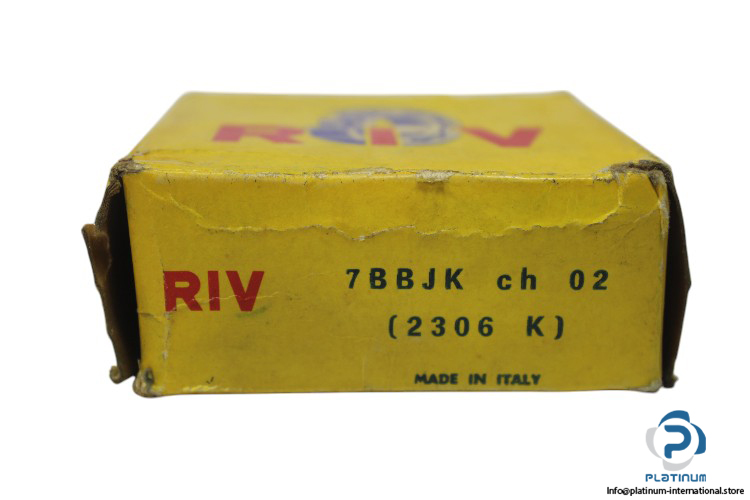 RIV
RIV
7BBJK ch 02
(2306 K)
MADE IN ITALY
PLATINUM
Info@platinum-international.store